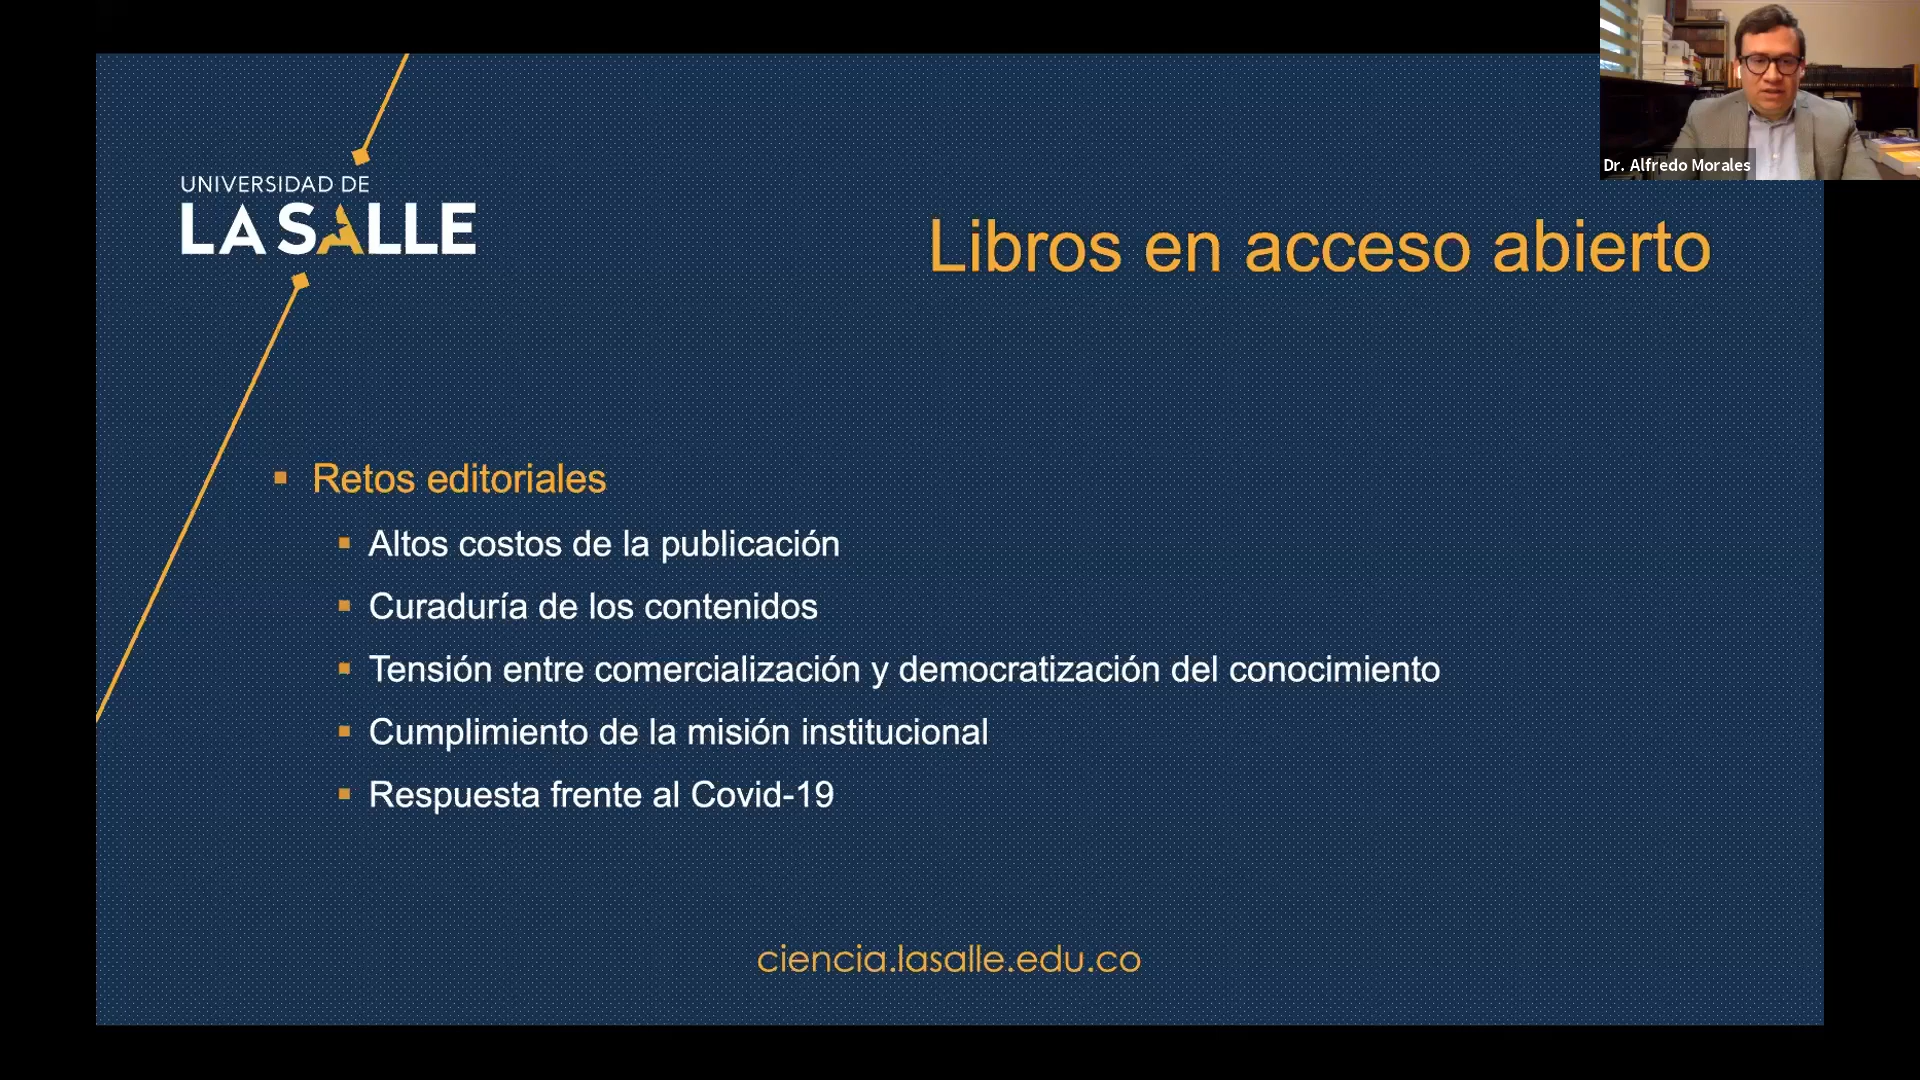 Dr. Alfredo Morales
UNIVERSIDAD DE
LA SALLE
Libros en acceso abierto
Retos editoriales
Altos costos de la publicación
Curaduría de los contenidos
Tensión entre comercialización y democratización del conocimiento
Cumplimiento de la misión institucional
Respuesta frente al Covid-19
ciencia.lasalle.edu.co